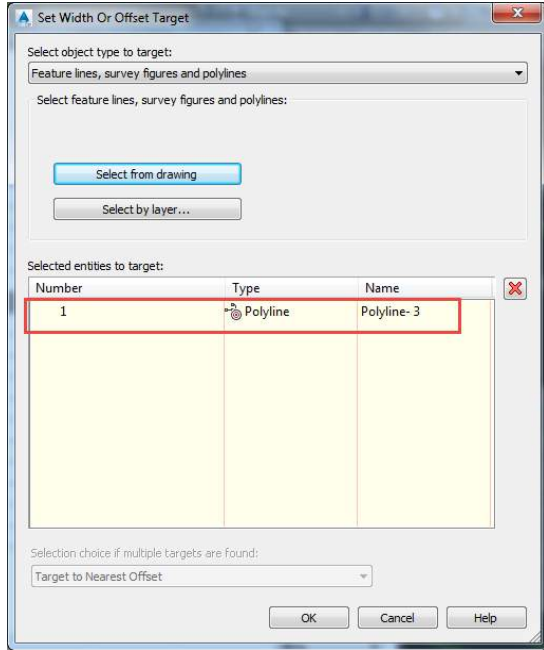 Set Width Or Offset Target
Select object type to target:
Feature lines, survey figures and polylines
Select feature lines, survey figures and polylines:
Select from drawing
Select by layer...
Selected entities to target:
Number Type Name
1 Polyline Polyline- 3
Selection choice if multiple targets are found:
Target to Nearest Offset
OK Cancel Help